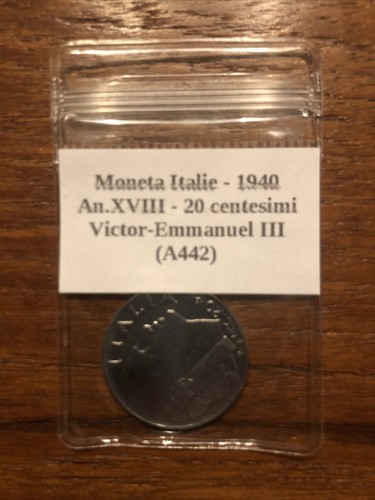 Moneta Italie - 1940
An.XVIII - 20 centesimi
Victor-Emmanuel III
(A442)
ITALIA